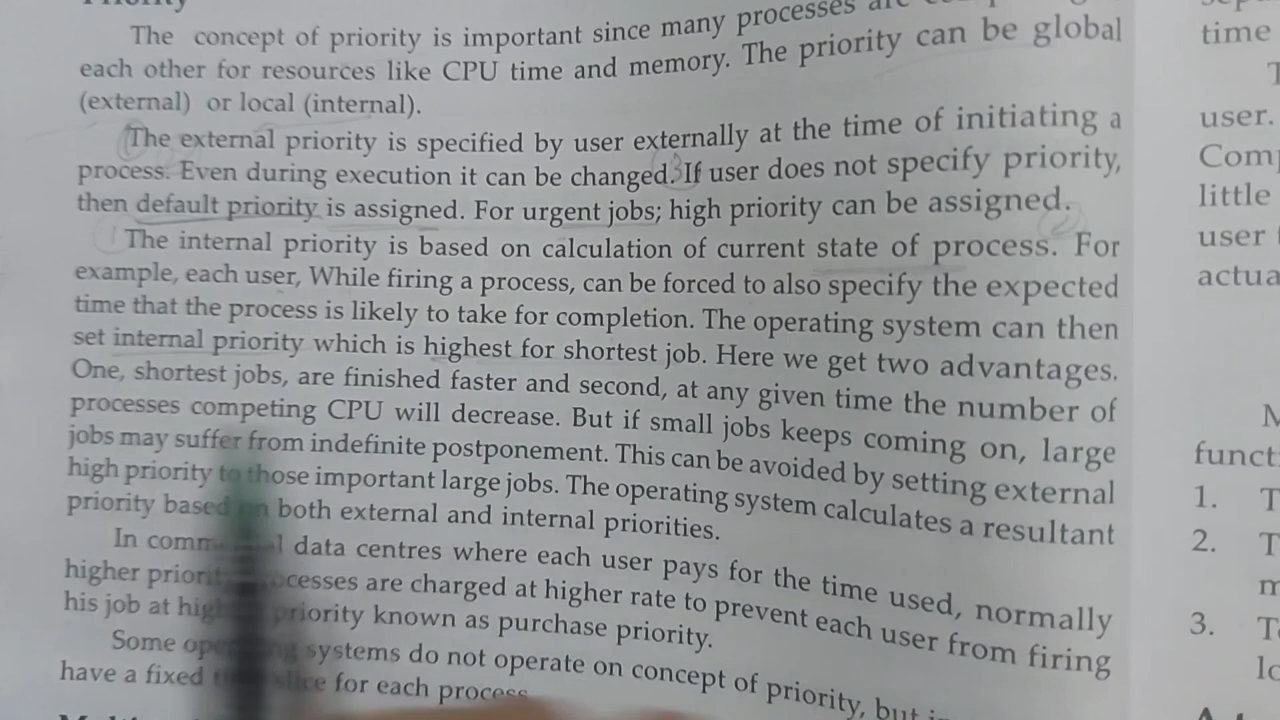 The concept of priority is important since many processes are
each other for resources like CPU time and memory. The priority can be global
(external) or local (internal).
The external priority is specified by user externally at the time of initiating a
process. Even during execution it can be changed. If user does not specify priority,
then default priority is assigned. For urgent jobs; high priority can be assigned.
The internal priority is based on calculation of current state of process. For
example, each user, While firing a process, can be forced to also specify the expected
time that the process is likely to take for completion. The operating system can then
set internal priority which is highest for shortest job. Here we get two advantages.
One, shortest jobs, are finished faster and second, at any given time the number of
processes competing CPU will decrease. But if small jobs keeps coming on, large
jobs may suffer from indefinite postponement. This can be avoided by setting external
high priority to those important large jobs. The operating system calculates a resultant
priority based on both external and internal priorities.
In data centres where each user pays for the time used, normally
higher processes are charged at higher rate to prevent each user from firing
his job at priority known as purchase priority.
Some systems do not operate on concept of priority, but
have a fixed slice for each process
time
user.
little
user
1.
2.
3.